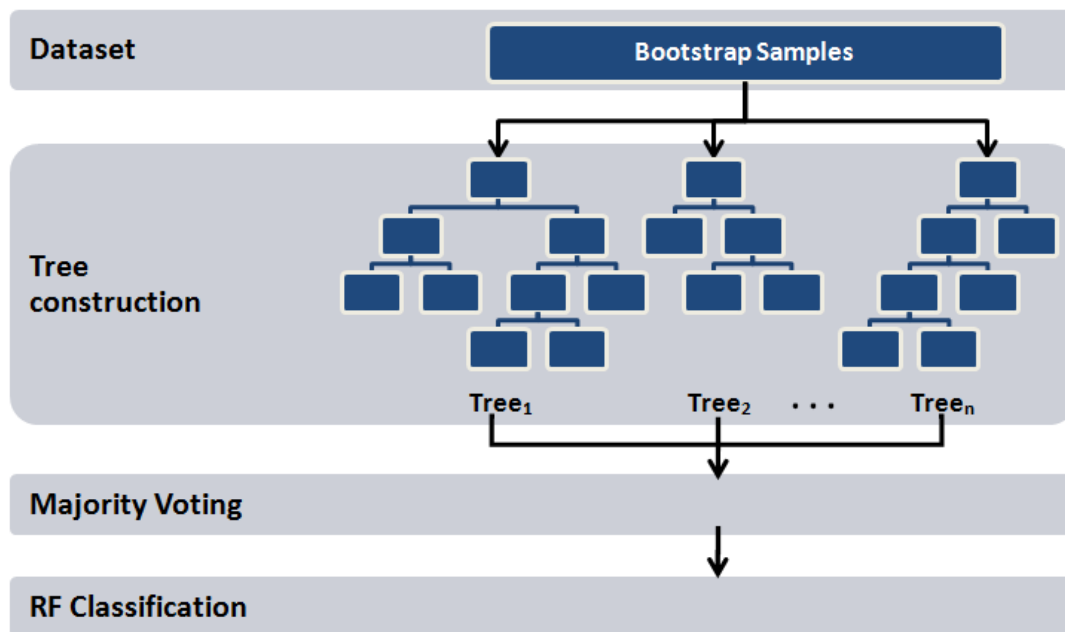 Dataset
Bootstrap Samples
Tree
construction
Tree₁
Tree₂
. . .
Treeₙ
Majority Voting
RF Classification